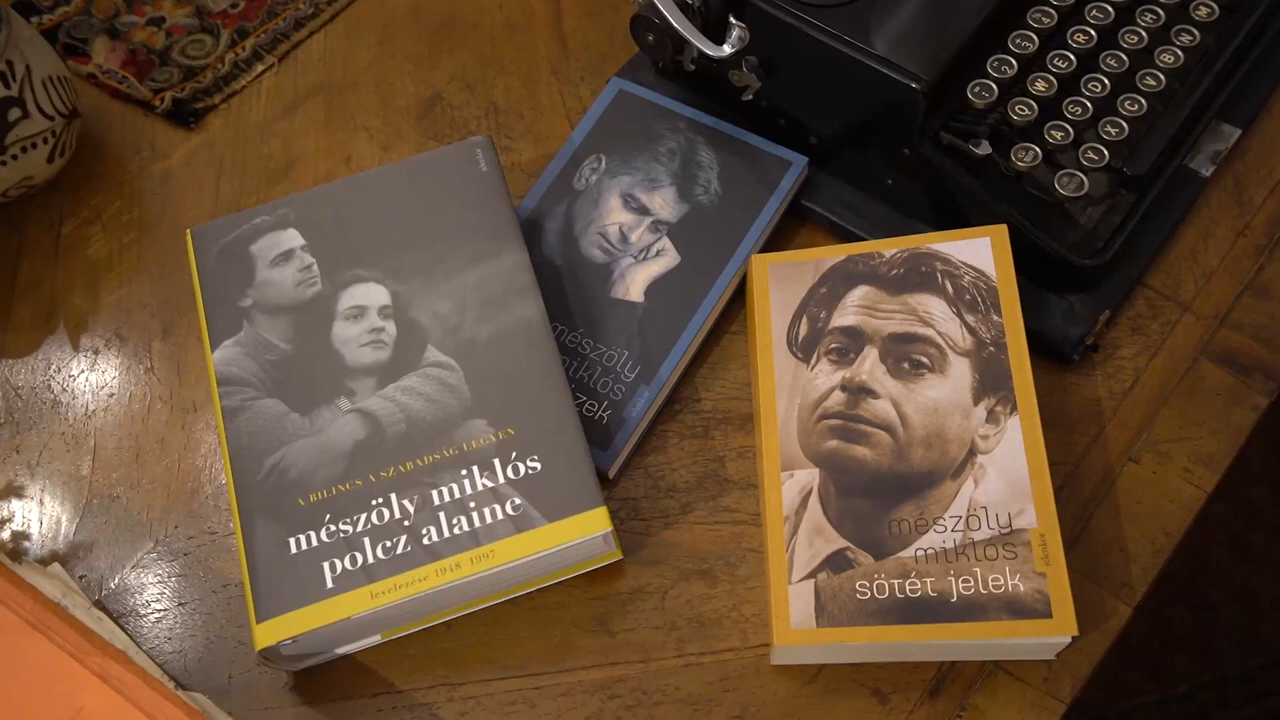 jelenkor
A BILINCS A SZABADSÁG LEGYEN
mészöly miklós
polcz alaine
levelezése 1948–1997
mészöly
miklós
zek
jelenkor
mészöly
miklós
sötét jelek
jelenkor
R T G H N M
W E D F V B
Q S C
A X
Y